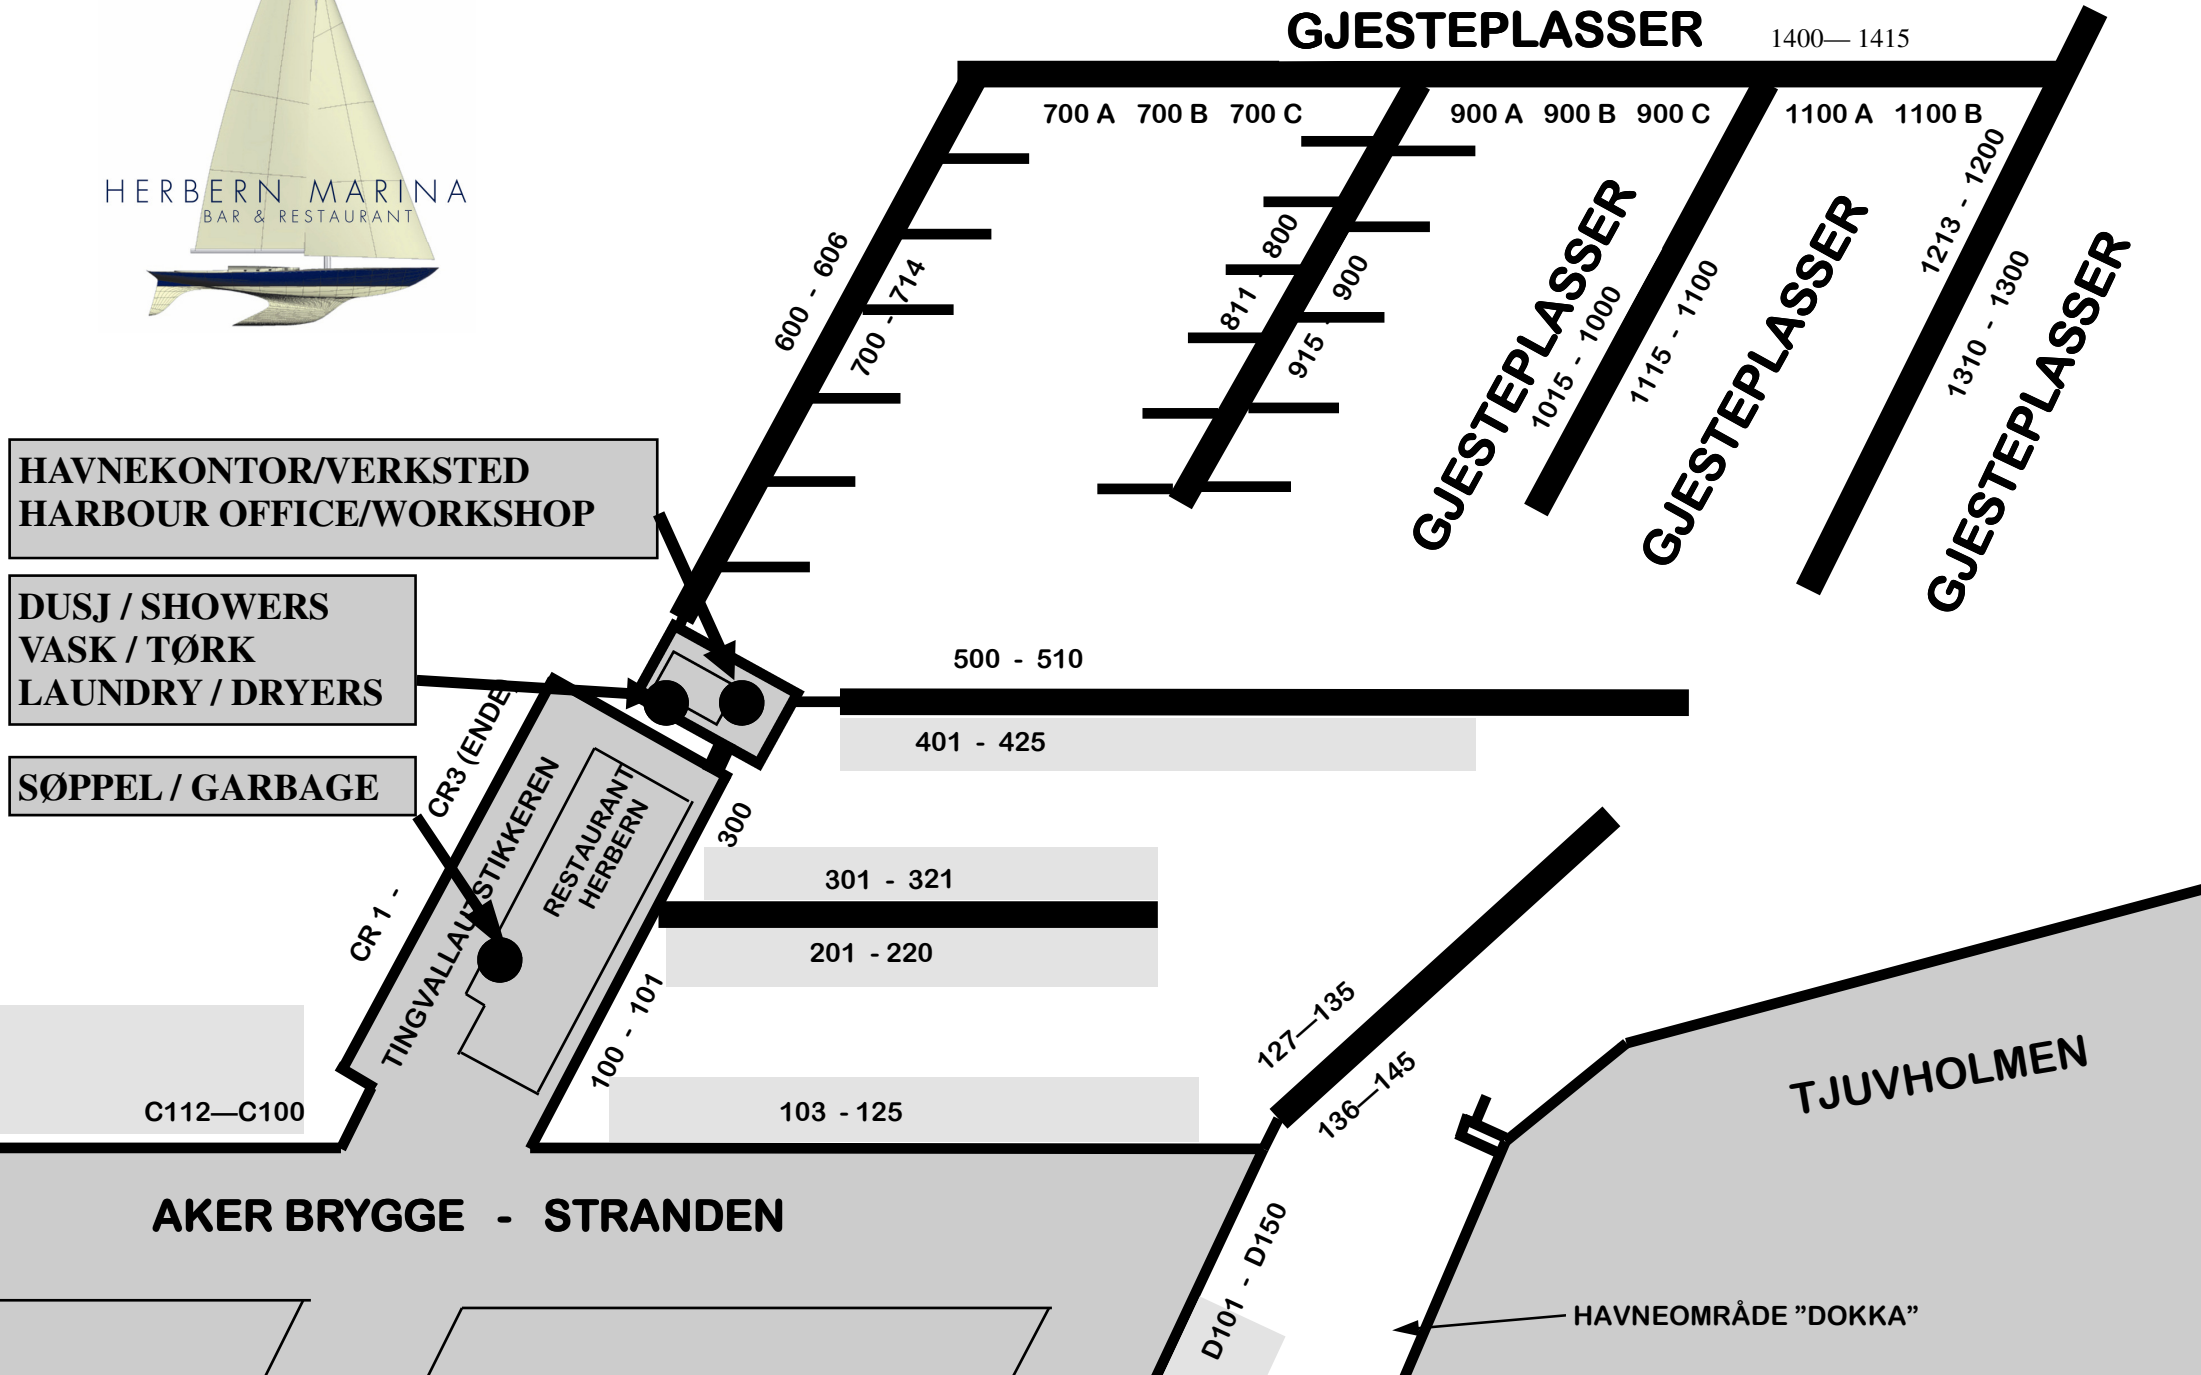 GJESTEPLASSER
1400— 1415
700 A 700 B 700 C
900 A 900 B 900 C
1100 A 1100 B
HERBERN MARINA
BAR & RESTAURANT
600 - 606
700 - 714
811 - 800
915 - 900
GJESTEPLASSER
1015 - 1000
1115 - 1100
GJESTEPLASSER
1213 - 1200
1310 - 1300
GJESTEPLASSER
HAVNEKONTOR/VERKSTED
HARBOUR OFFICE/WORKSHOP
DUSJ / SHOWERS
VASK / TØRK
LAUNDRY / DRYERS
SØPPEL / GARBAGE
500 - 510
401 - 425
CR 1 - CR3 (ENDE
TINGVALLAUTSTIKKEREN
RESTAURANT
HERBERN
300
301 - 321
201 - 220
100 - 101
103 - 125
127—135
136—145
C112—C100
TJUVHOLMEN
AKER BRYGGE - STRANDEN
D101 - D150
HAVNEOMRÅDE ”DOKKA”